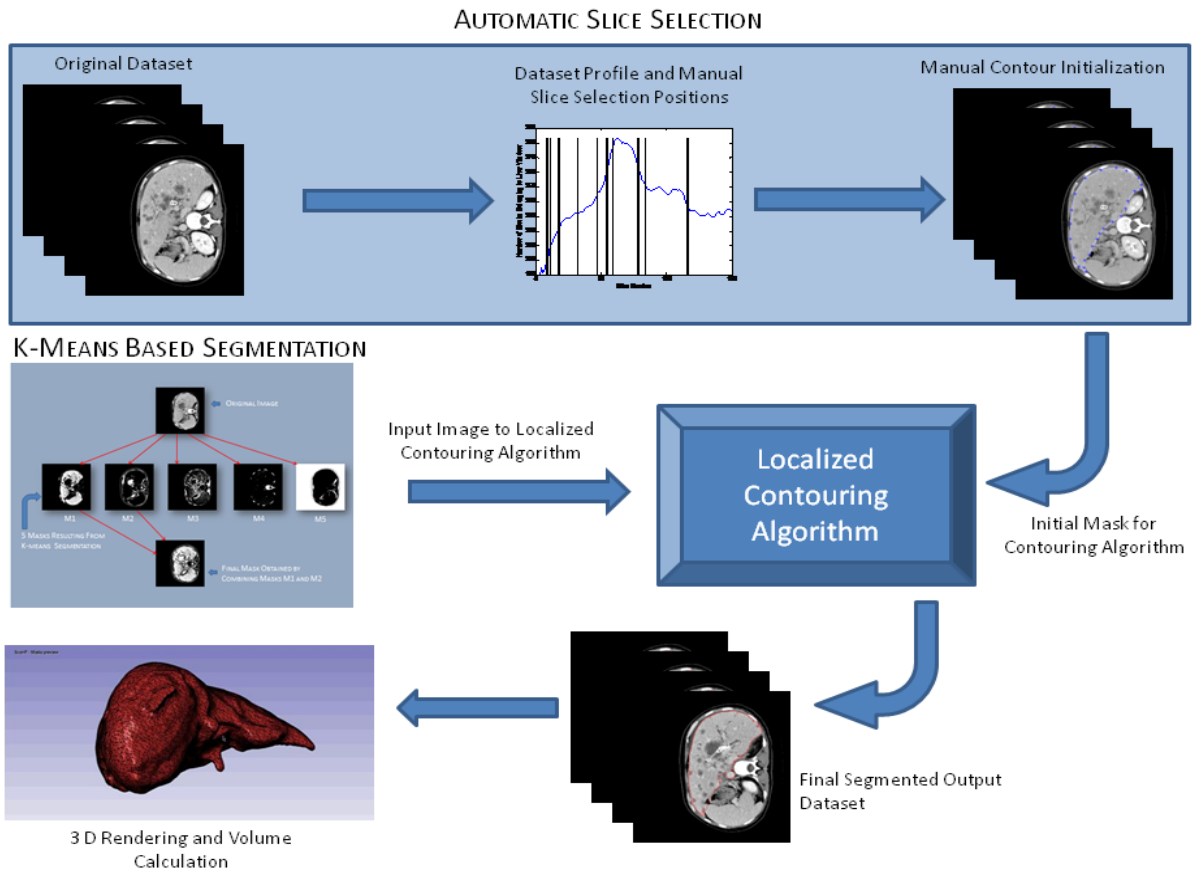 AUTOMATIC SLICE SELECTION
Original Dataset
Dataset Profile and Manual
Slice Selection Positions
Manual Contour Initialization
K-MEANS BASED SEGMENTATION
ORIGINAL IMAGE
M1
M2
M3
M4
M5
5 MASKS RESULTING FROM
K-MEANS SEGMENTATION
FINAL MASK OBTAINED BY
COMBINING MASKS M1 AND M2
Input Image to Localized
Contouring Algorithm
Localized
Contouring
Algorithm
Initial Mask for
Contouring Algorithm
Final Segmented Output
Dataset
3 D Rendering and Volume
Calculation